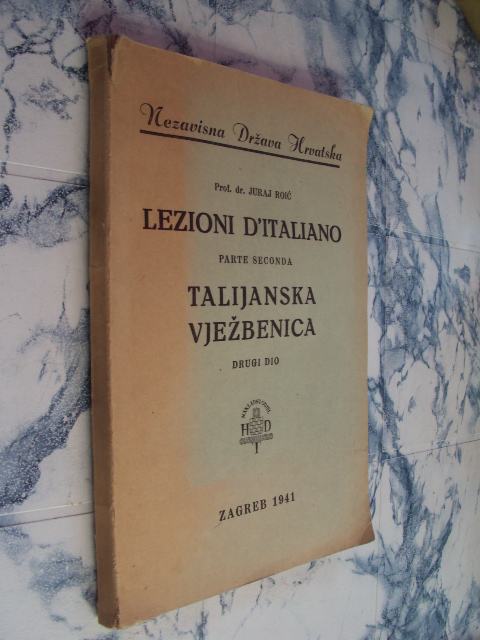 Nezavisna Država Hrvatska
Prof. dr. JURAJ ROIĆ
LEZIONI D'ITALIANO
PARTE SECONDA
TALIJANSKA
VJEŽBENICA
DRUGI DIO
H D
I
ZAGREB 1941